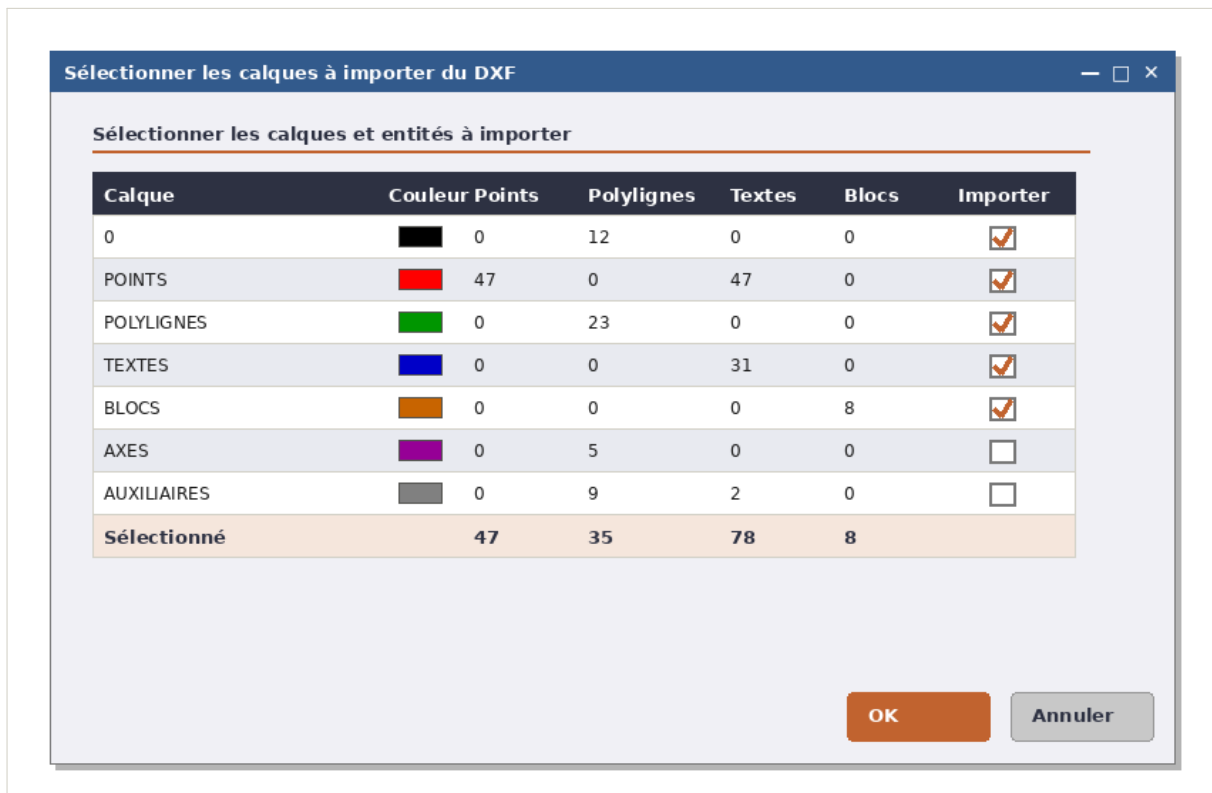 Sélectionner les calques à importer du DXF
Sélectionner les calques et entités à importer
Calque Couleur Points Polylignes Textes Blocs Importer
0 0 12 0 0
POINTS 47 0 47 0
POLYLIGNES 0 23 0 0
TEXTES 0 0 31 0
BLOCS 0 0 0 8
AXES 0 5 0 0
AUXILIAIRES 0 9 2 0
Sélectionné 47 35 78 8
OK Annuler